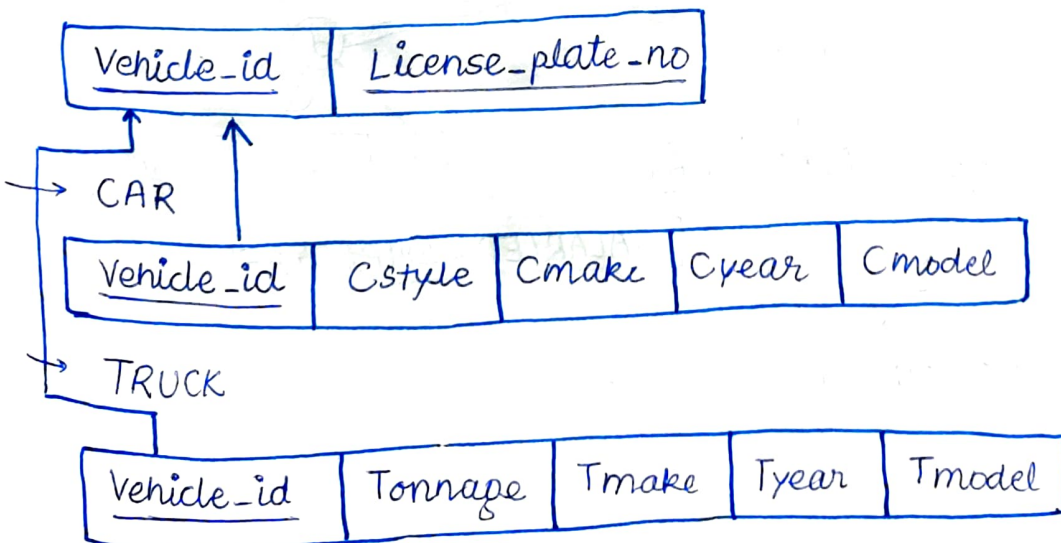 Vehicle_id License_plate_no
CAR
Vehicle_id Cstyle Cmake Cyear Cmodel
TRUCK
Vehicle_id Tonnage Tmake Tyear Tmodel